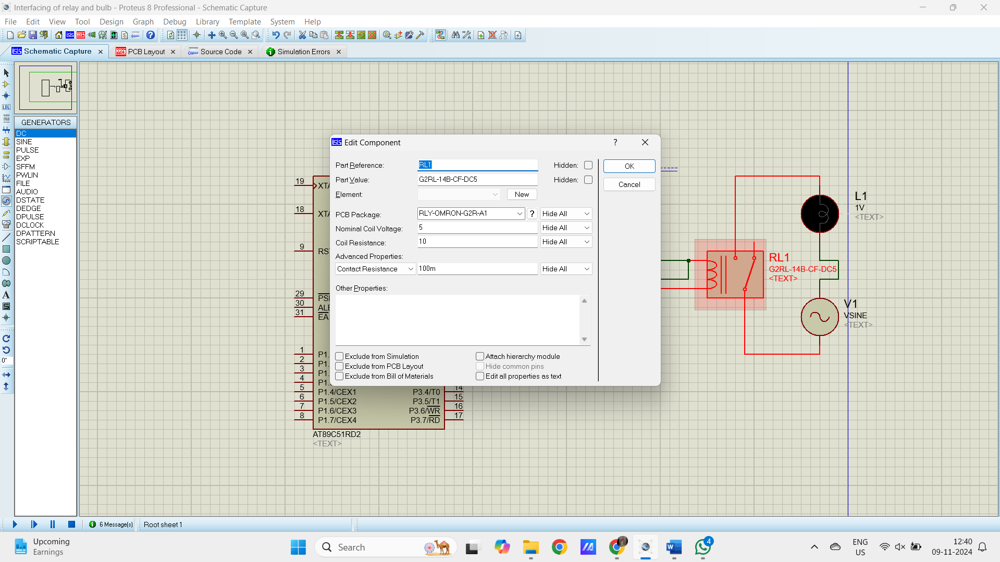 Interfacing of relay and bulb - Proteus 8 Professional - Schematic Capture
File Edit View Tool Design Graph Debug Library Template System Help
Schematic Capture PCB Layout Source Code Simulation Errors
GENERATORS
DC
SINE
PULSE
EXP
SFFM
PWLIN
FILE
AUDIO
DSTATE
DEDGE
DPULSE
DCLOCK
DPATTERN
SCRIPTABLE
LBL
A
S
0°
Edit Component
?
Part Reference: RL1 Hidden:
Part Value: G2RL-14B-CF-DC5 Hidden:
Element: New
PCB Package: RLY-OMRON-G2R-A1 ? Hide All
Nominal Coil Voltage: 5 Hide All
Coil Resistance: 10 Hide All
Advanced Properties:
Contact Resistance 100m Hide All
Other Properties:
Exclude from Simulation Attach hierarchy module
Exclude from PCB Layout Hide common pins
Exclude from Bill of Materials Edit all properties as text
OK
Cancel
19 XTA
18 XTA
9 RS
29 PS
30 ALE
31 EA
1 P1.
2 P1.
3 P1.
4 P1.
5 P1.4/CEX1 P3.4/T0 14
6 P1.5/CEX2 P3.5/T1 15
7 P1.6/CEX3 P3.6/WR 16
8 P1.7/CEX4 P3.7/RD 17
AT89C51RD2
<TEXT>
L1
1V
<TEXT>
RL1
G2RL-14B-CF-DC5
<TEXT>
V1
VSINE
<TEXT>
6 Message(s) Root sheet 1
Upcoming
Earnings
Search
4
ENG
US
12:40
09-11-2024